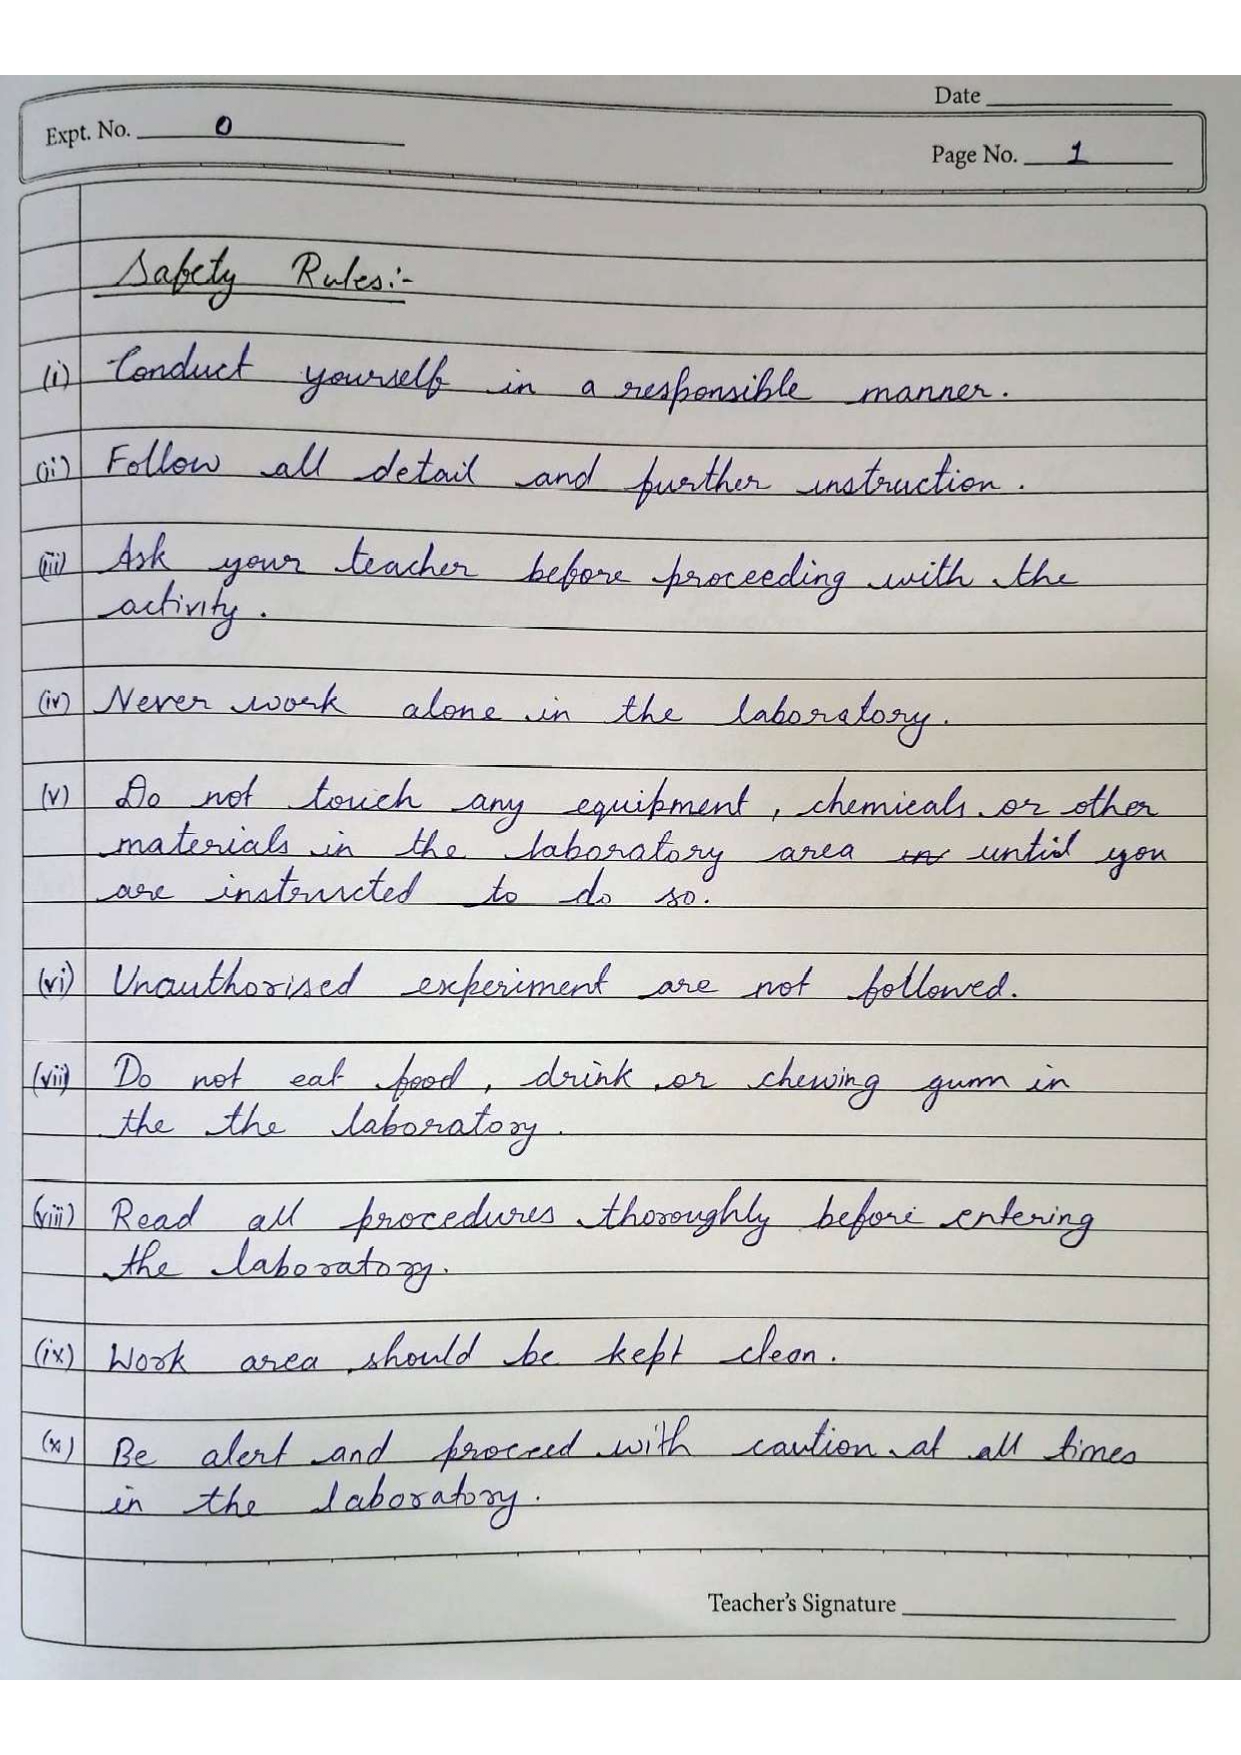 Date
Expt. No. 0
Page No. 1
Safety Rules:-
(i) Conduct yourself in a responsible manner.
(ii) Follow all detail and further instruction.
(iii) Ask your teacher before proceeding with the
activity.
(iv) Never work alone in the laboratory.
(v) Do not touch any equipment, chemicals or other
materials in the laboratory area in until you
are instructed to do so.
(vi) Unauthorised experiment are not followed.
(vii) Do not eat food, drink or chewing gum in
the the laboratory.
(viii) Read all procedures thoroughly before entering
the laboratory.
(ix) Work area should be kept clean.
(x) Be alert and proceed with caution at all times
in the laboratory.
Teacher's Signature